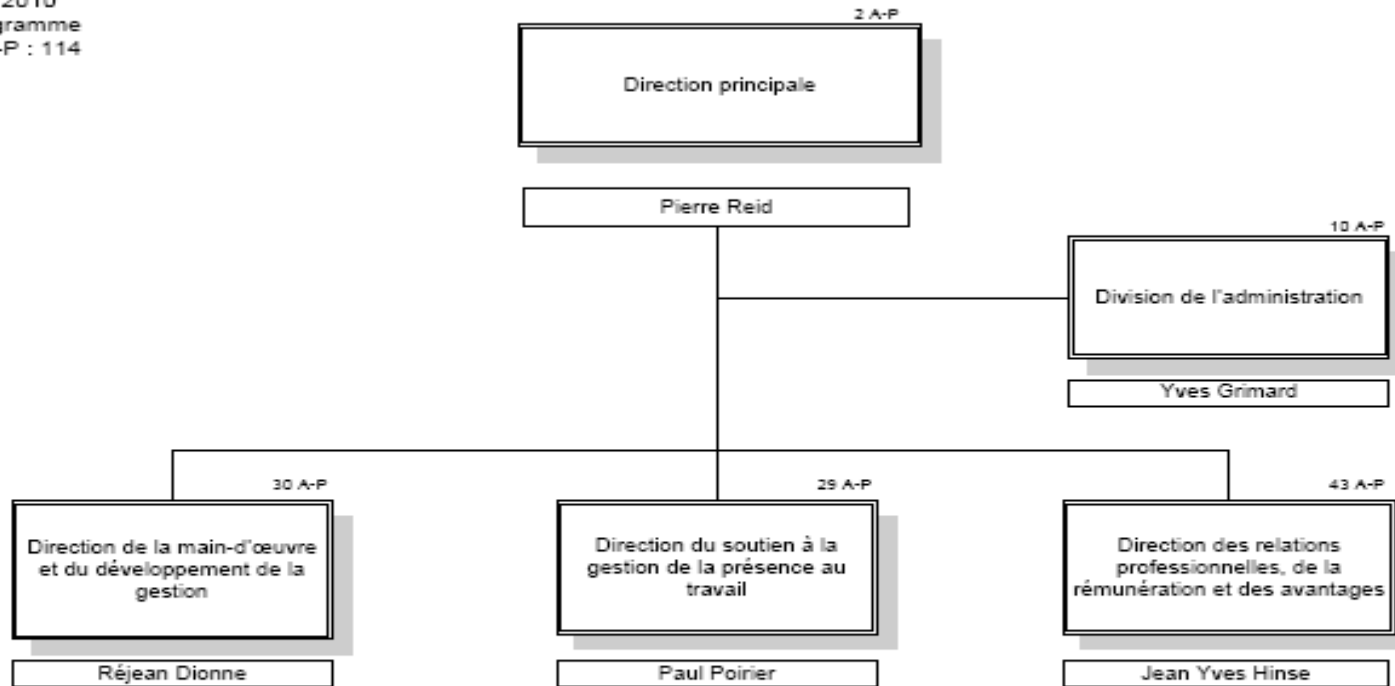 2010
P : 114
2 A-P
Direction principale
Pierre Reid
10 A-P
Division de l'administration
Yves Grimard
30 A-P
Direction de la main-d'œuvre
et du développement de la
gestion
Réjean Dionne
29 A-P
Direction du soutien à la
gestion de la présence au
travail
Paul Poirier
43 A-P
Direction des relations
professionnelles, de la
rémunération et des avantages
Jean Yves Hinse